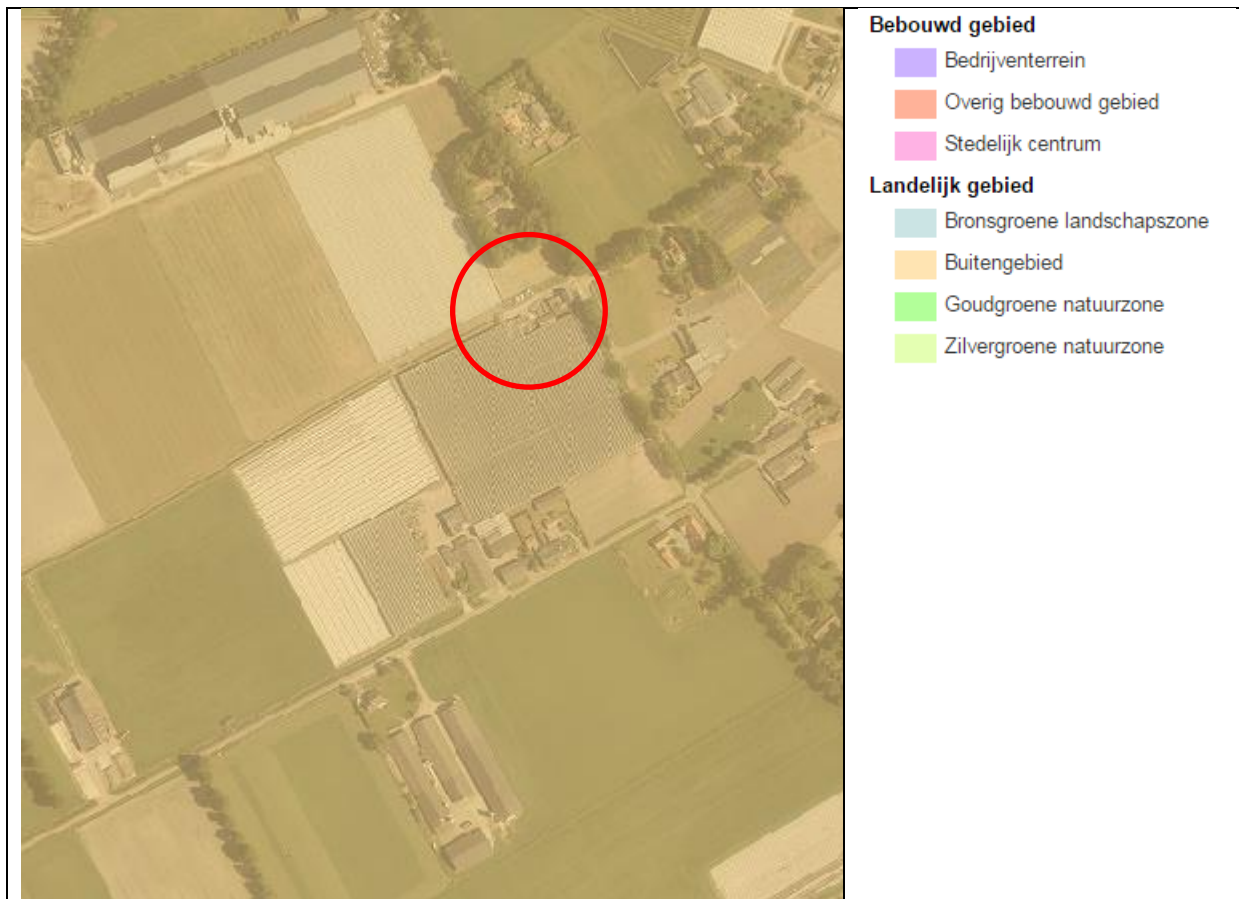 Bebouwd gebied
Bedrijventerrein
Overig bebouwd gebied
Stedelijk centrum
Landelijk gebied
Bronsgroene landschapszone
Buitengebied
Goudgroene natuurzone
Zilvergroene natuurzone